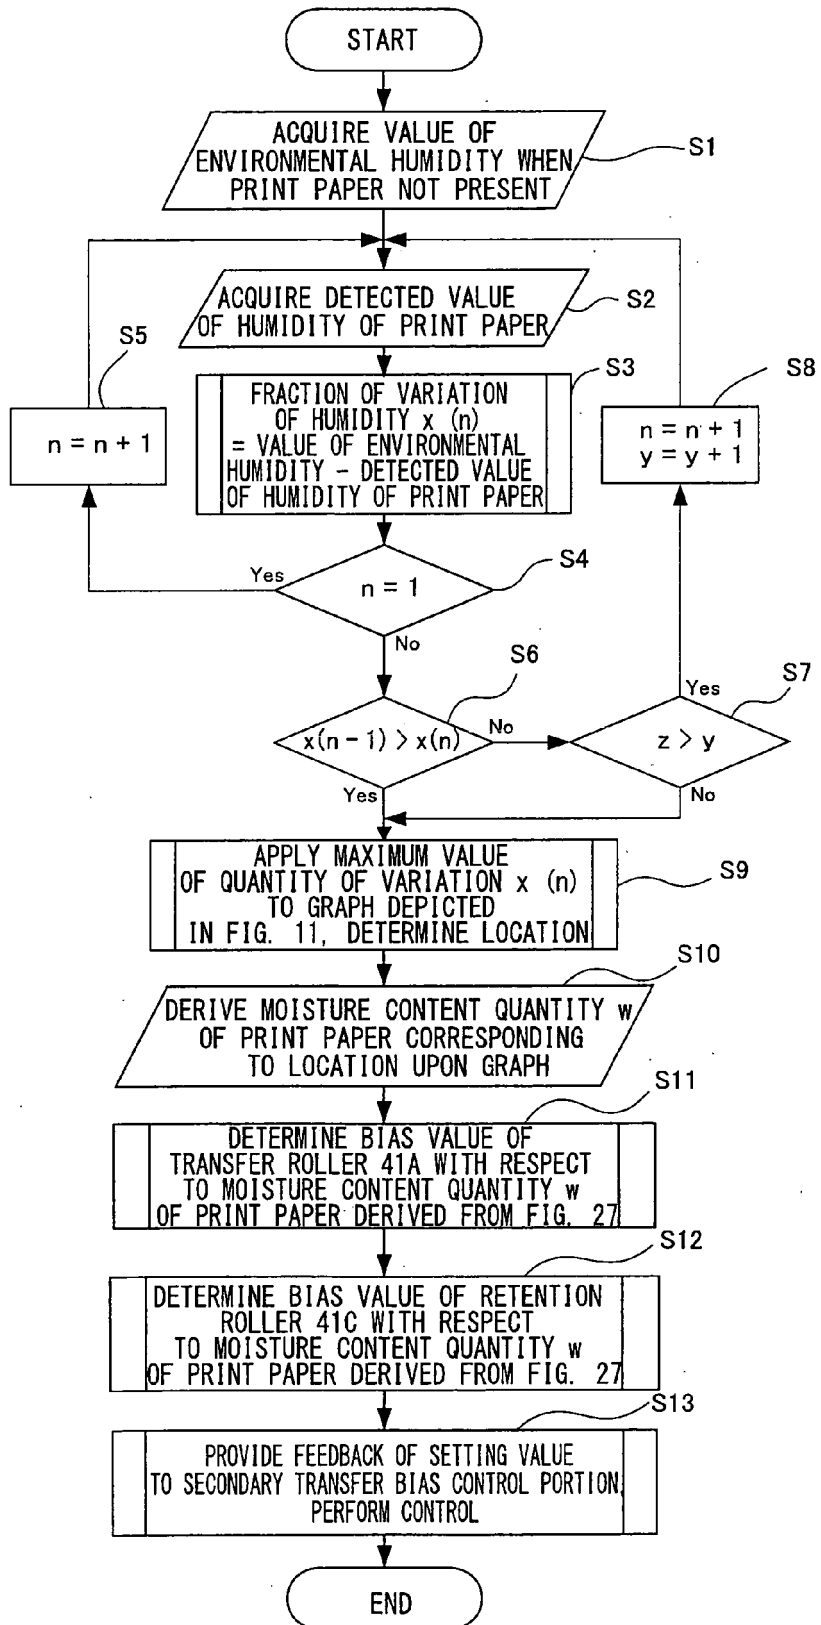 START
ACQUIRE VALUE OF
ENVIRONMENTAL HUMIDITY WHEN
PRINT PAPER NOT PRESENT
S1
ACQUIRE DETECTED VALUE
OF HUMIDITY OF PRINT PAPER
S2
FRACTION OF VARIATION
OF HUMIDITY x (n)
= VALUE OF ENVIRONMENTAL
HUMIDITY - DETECTED VALUE
OF HUMIDITY OF PRINT PAPER
S3
S5
n = n + 1
S8
n = n + 1
y = y + 1
Yes
n = 1
S4
No
x(n - 1) > x(n)
S6
No
Yes
z > y
S7
Yes
No
APPLY MAXIMUM VALUE
OF QUANTITY OF VARIATION x (n)
TO GRAPH DEPICTED
IN FIG. 11, DETERMINE LOCATION
S9
DERIVE MOISTURE CONTENT QUANTITY w
OF PRINT PAPER CORRESPONDING
TO LOCATION UPON GRAPH
S10
DETERMINE BIAS VALUE OF
TRANSFER ROLLER 41A WITH RESPECT
TO MOISTURE CONTENT QUANTITY w
OF PRINT PAPER DERIVED FROM FIG. 27
S11
DETERMINE BIAS VALUE OF RETENTION
ROLLER 41C WITH RESPECT
TO MOISTURE CONTENT QUANTITY w
OF PRINT PAPER DERIVED FROM FIG. 27
S12
PROVIDE FEEDBACK OF SETTING VALUE
TO SECONDARY TRANSFER BIAS CONTROL PORTION,
PERFORM CONTROL
S13
END